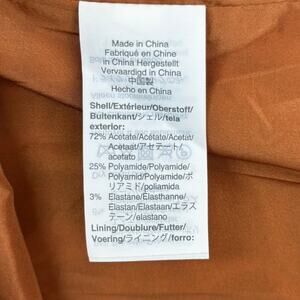 Made in China
Fabriqué en Chine
in China Hergestellt
Vervaardigd in China
中国製
Hecho en China
Shell/Extérieur/Oberstoff/
Buitenkant/シェル/tela
exterior:
72% Acetate/Acétate/Acetat/
Acetaat/アセテート/
acetato
25% Polyamide/Polyamide/
Polyamid/Polyamide/ポ
リアミド/poliamida
3% Elastane/Elasthanne/
Elastan/Elastaan/エラス
テーン/elastano
Lining/Doublure/Futter/
Voering/ライニング/forro: